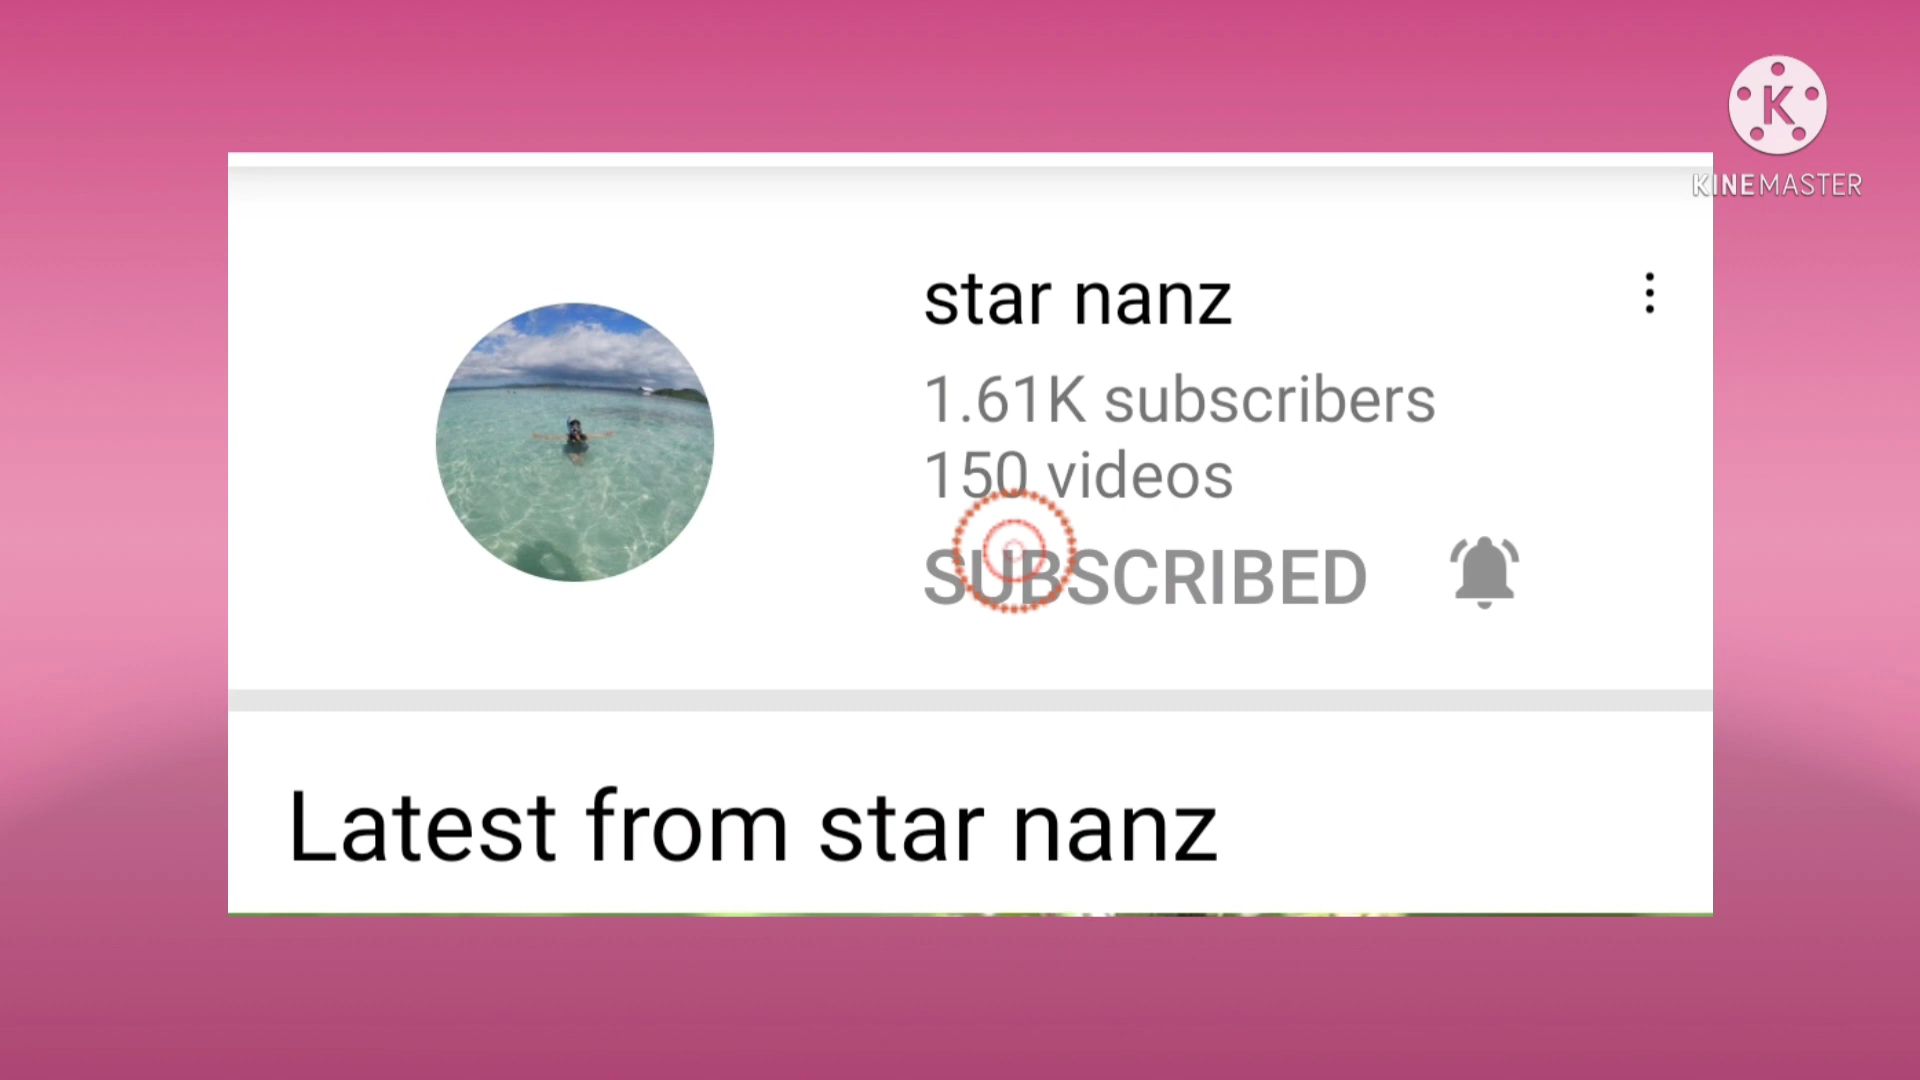 K
KINEMASTER
star nanz
1.61K subscribers
150 videos
SUBSCRIBED
Latest from star nanz